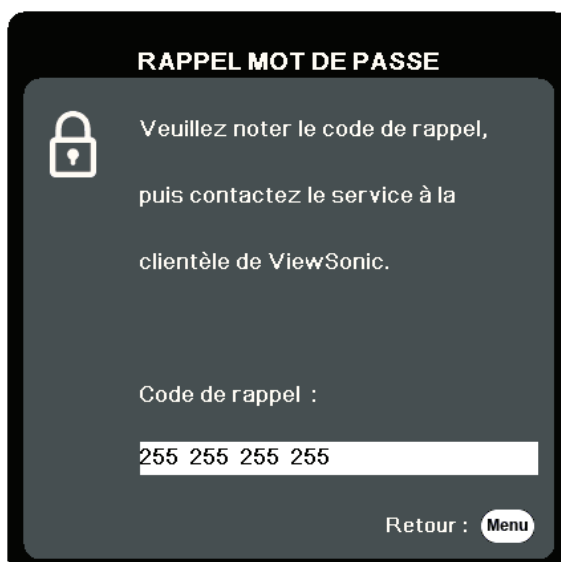 RAPPEL MOT DE PASSE
Veuillez noter le code de rappel,
puis contactez le service à la
clientèle de ViewSonic.
Code de rappel :
255 255 255 255
Retour : Menu